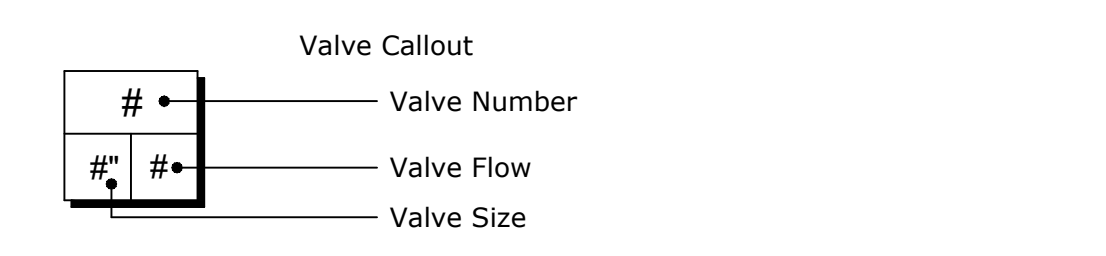 Valve Callout
# Valve Number
#" # Valve Flow
Valve Size